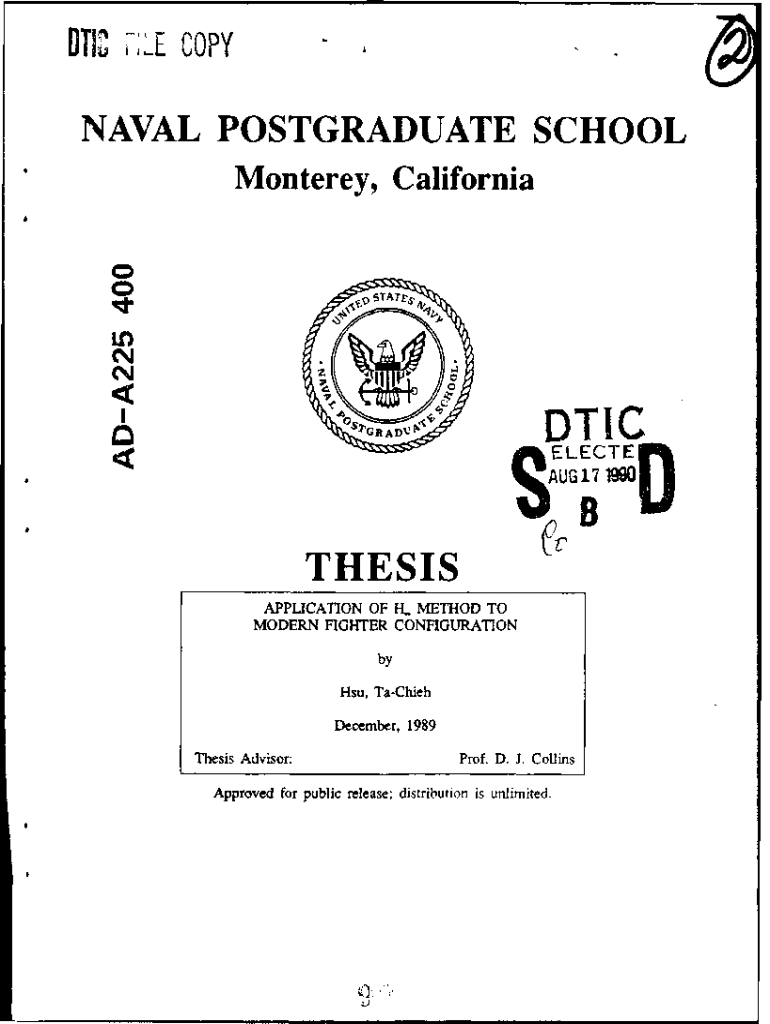 DTIC FILE COPY
2
NAVAL POSTGRADUATE SCHOOL
Monterey, California
AD-A225 400
UNITED STATES NAVY
NAVAL POSTGRADUATE SCHOOL
DTIC
ELECTE
AUG 17 1990
S B D
THESIS
APPLICATION OF H∞ METHOD TO
MODERN FIGHTER CONFIGURATION
by
Hsu, Ta-Chieh
December, 1989
Thesis Advisor: Prof. D. J. Collins
Approved for public release; distribution is unlimited.